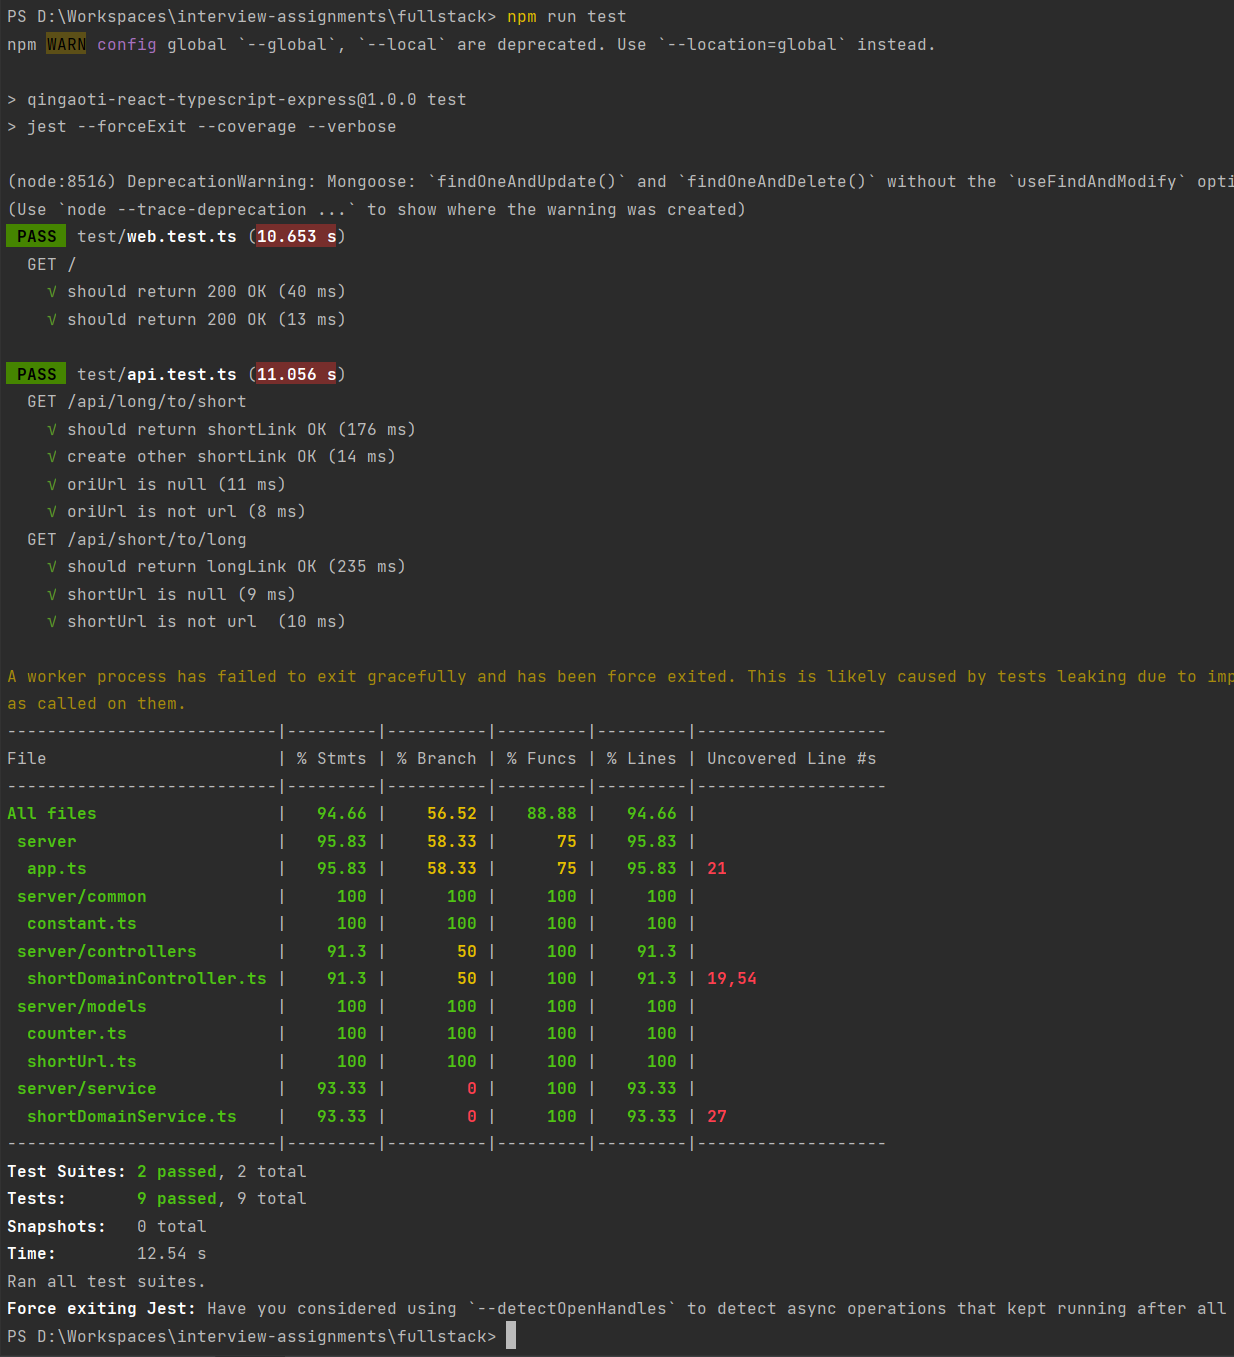 PS D:\Workspaces\interview-assignments\fullstack> npm run test
npm WARN config global `--global`, `--local` are deprecated. Use `--location=global` instead.
> qingaoti-react-typescript-express@1.0.0 test
> jest --forceExit --coverage --verbose
(node:8516) DeprecationWarning: Mongoose: `findOneAndUpdate()` and `findOneAndDelete()` without the `useFindAndModify` opti
(Use `node --trace-deprecation ...` to show where the warning was created)
PASS test/web.test.ts (10.653 s)
GET /
√ should return 200 OK (40 ms)
√ should return 200 OK (13 ms)
PASS test/api.test.ts (11.056 s)
GET /api/long/to/short
√ should return shortLink OK (176 ms)
√ create other shortLink OK (14 ms)
√ oriUrl is null (11 ms)
√ oriUrl is not url (8 ms)
GET /api/short/to/long
√ should return longLink OK (235 ms)
√ shortUrl is null (9 ms)
√ shortUrl is not url  (10 ms)
A worker process has failed to exit gracefully and has been force exited. This is likely caused by tests leaking due to imp
as called on them.
---------------------------|---------|----------|---------|---------|-------------------
File                       | % Stmts | % Branch | % Funcs | % Lines | Uncovered Line #s
---------------------------|---------|----------|---------|---------|-------------------
All files                  |   94.66 |    56.52 |   88.88 |   94.66 |
 server                    |   95.83 |    58.33 |      75 |   95.83 |
  app.ts                   |   95.83 |    58.33 |      75 |   95.83 | 21
 server/common             |     100 |      100 |     100 |     100 |
  constant.ts              |     100 |      100 |     100 |     100 |
 server/controllers        |    91.3 |       50 |     100 |    91.3 |
  shortDomainController.ts |    91.3 |       50 |     100 |    91.3 | 19,54
 server/models             |     100 |      100 |     100 |     100 |
  counter.ts               |     100 |      100 |     100 |     100 |
  shortUrl.ts              |     100 |      100 |     100 |     100 |
 server/service            |   93.33 |        0 |     100 |   93.33 |
  shortDomainService.ts    |   93.33 |        0 |     100 |   93.33 | 27
---------------------------|---------|----------|---------|---------|-------------------
Test Suites: 2 passed, 2 total
Tests:       9 passed, 9 total
Snapshots:   0 total
Time:        12.54 s
Ran all test suites.
Force exiting Jest: Have you considered using `--detectOpenHandles` to detect async operations that kept running after all
PS D:\Workspaces\interview-assignments\fullstack>